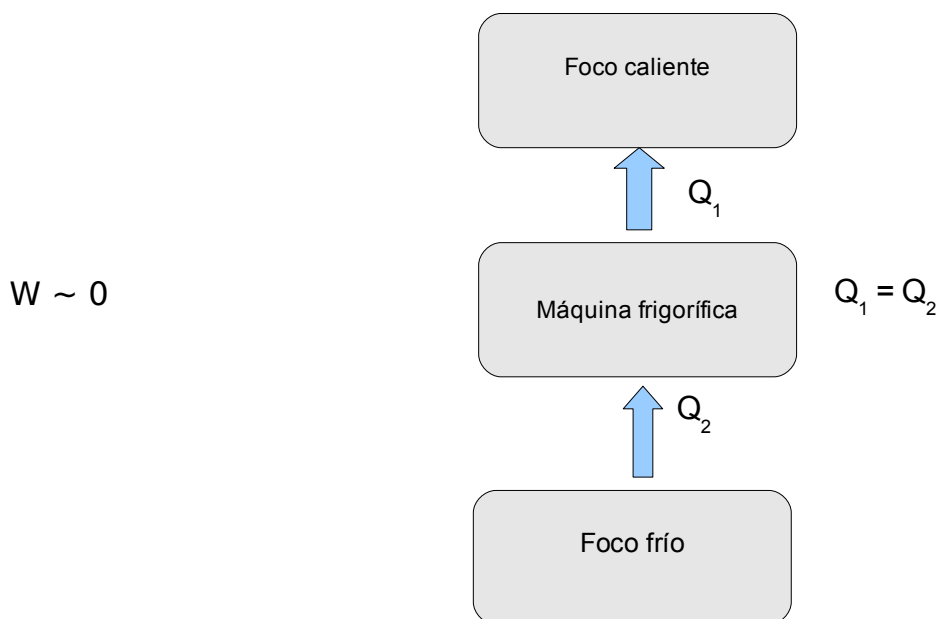 Foco caliente
Q₁
W ~ 0
Máquina frigorífica
Q₁ = Q₂
Q₂
Foco frío